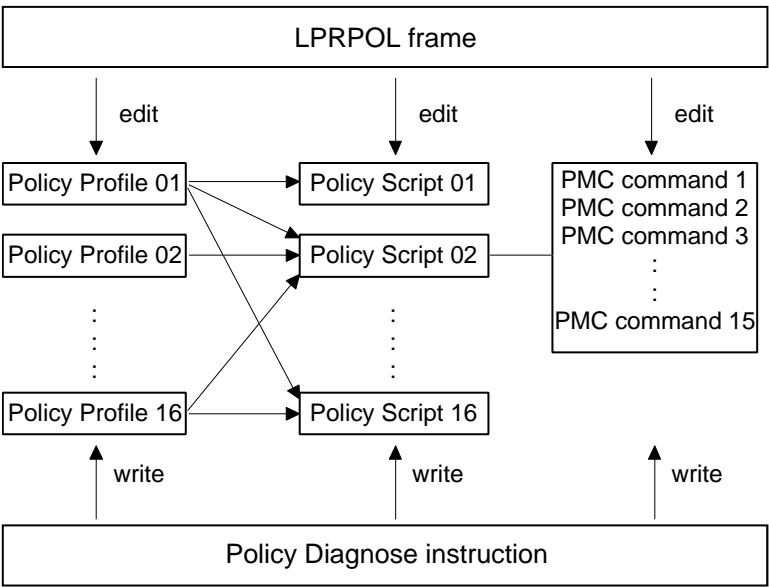 LPRPOL frame
edit
edit
edit
Policy Profile 01
Policy Script 01
PMC command 1
PMC command 2
PMC command 3
:
:
PMC command 15
Policy Profile 02
Policy Script 02
:
:
:
:
Policy Profile 16
Policy Script 16
write
write
write
Policy Diagnose instruction